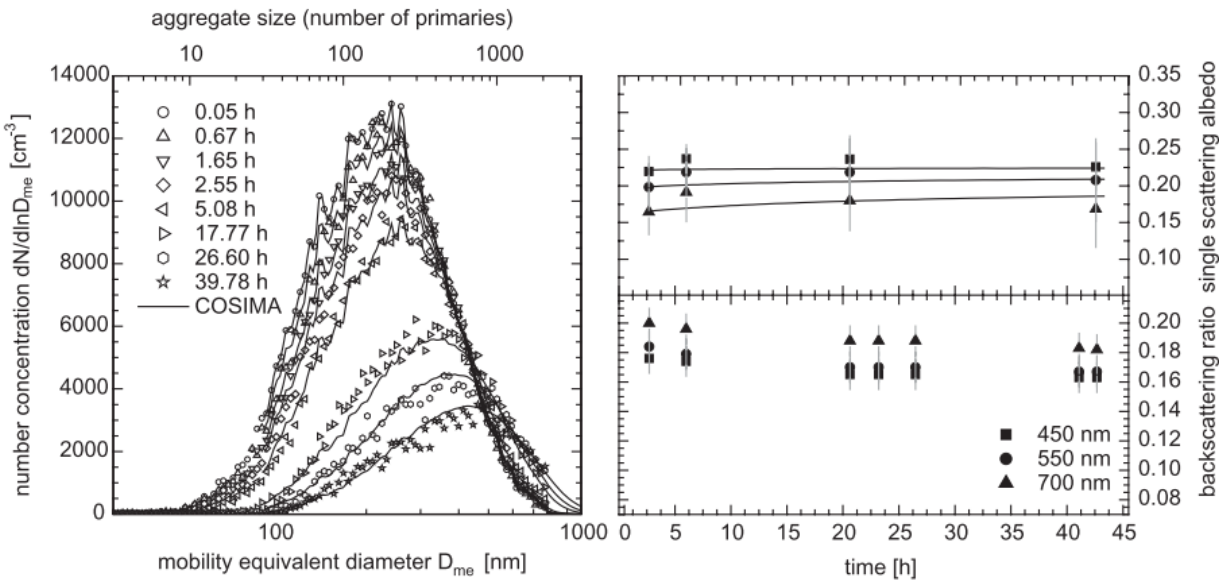 aggregate size (number of primaries)
10 100 1000
14000
12000
10000
8000
6000
4000
2000
0
number concentration dN/dlnD_me [cm⁻³]
0.05 h
0.67 h
1.65 h
2.55 h
5.08 h
17.77 h
26.60 h
39.78 h
COSIMA
100 1000
mobility equivalent diameter D_me [nm]
0.35
0.30
0.25
0.20
0.15
0.10
single scattering albedo
0.20
0.18
0.16
0.14
0.12
0.10
0.08
backscattering ratio
450 nm
550 nm
700 nm
0 5 10 15 20 25 30 35 40 45
time [h]